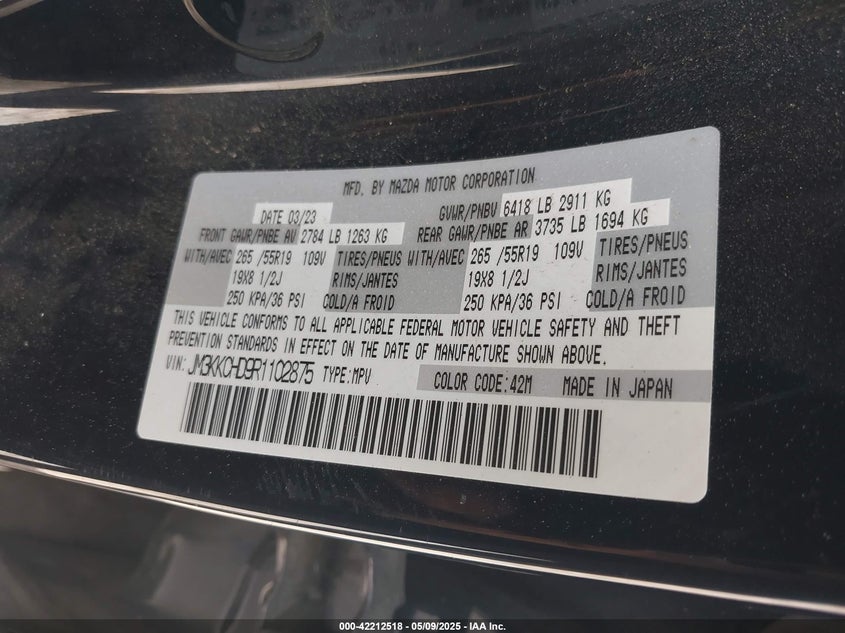 MFD. BY MAZDA MOTOR CORPORATION
DATE 03/23 GVWR/PNBV 6418 LB 2911 KG
FRONT GAWR/PNBE AV 2784 LB 1263 KG REAR GAWR/PNBE AR 3735 LB 1694 KG
WITH/AVEC 265 /55R19 109V TIRES/PNEUS WITH/AVEC 265 /55R19 109V TIRES/PNEUS
19X8 1/2J RIMS/JANTES 19X8 1/2J RIMS/JANTES
250 KPA/36 PSI COLD/A FROID 250 KPA/36 PSI COLD/A FROID
THIS VEHICLE CONFORMS TO ALL APPLICABLE FEDERAL MOTOR VEHICLE SAFETY AND THEFT
PREVENTION STANDARDS IN EFFECT ON THE DATE OF MANUFACTURE SHOWN ABOVE.
VIN: JM3KKCHD9R1102875 TYPE:MPV COLOR CODE:42M MADE IN JAPAN
000-42212518 - 05/09/2025 - IAA Inc.